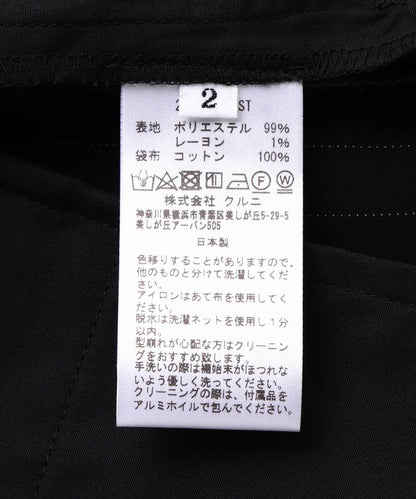 2
2 ST
表地 ポリエステル 99%
レーヨン 1%
袋布 コットン 100%
株式会社 クルニ
神奈川県横浜市青葉区美しが丘5-29-5
美しが丘アーバン505
日本製
色移りすることがありますので、
他のものと分けて洗濯してくだ
さい。
アイロンはあて布を使用してく
ださい。
脱水は洗濯ネットを使用し1分
以内。
型崩れが心配な方はクリーニン
グをおすすめ致します。
手洗いの際は裾始末がほつれな
いよう優しく洗ってください。
クリーニングの際は、付属品を
アルミホイルで包んでください。